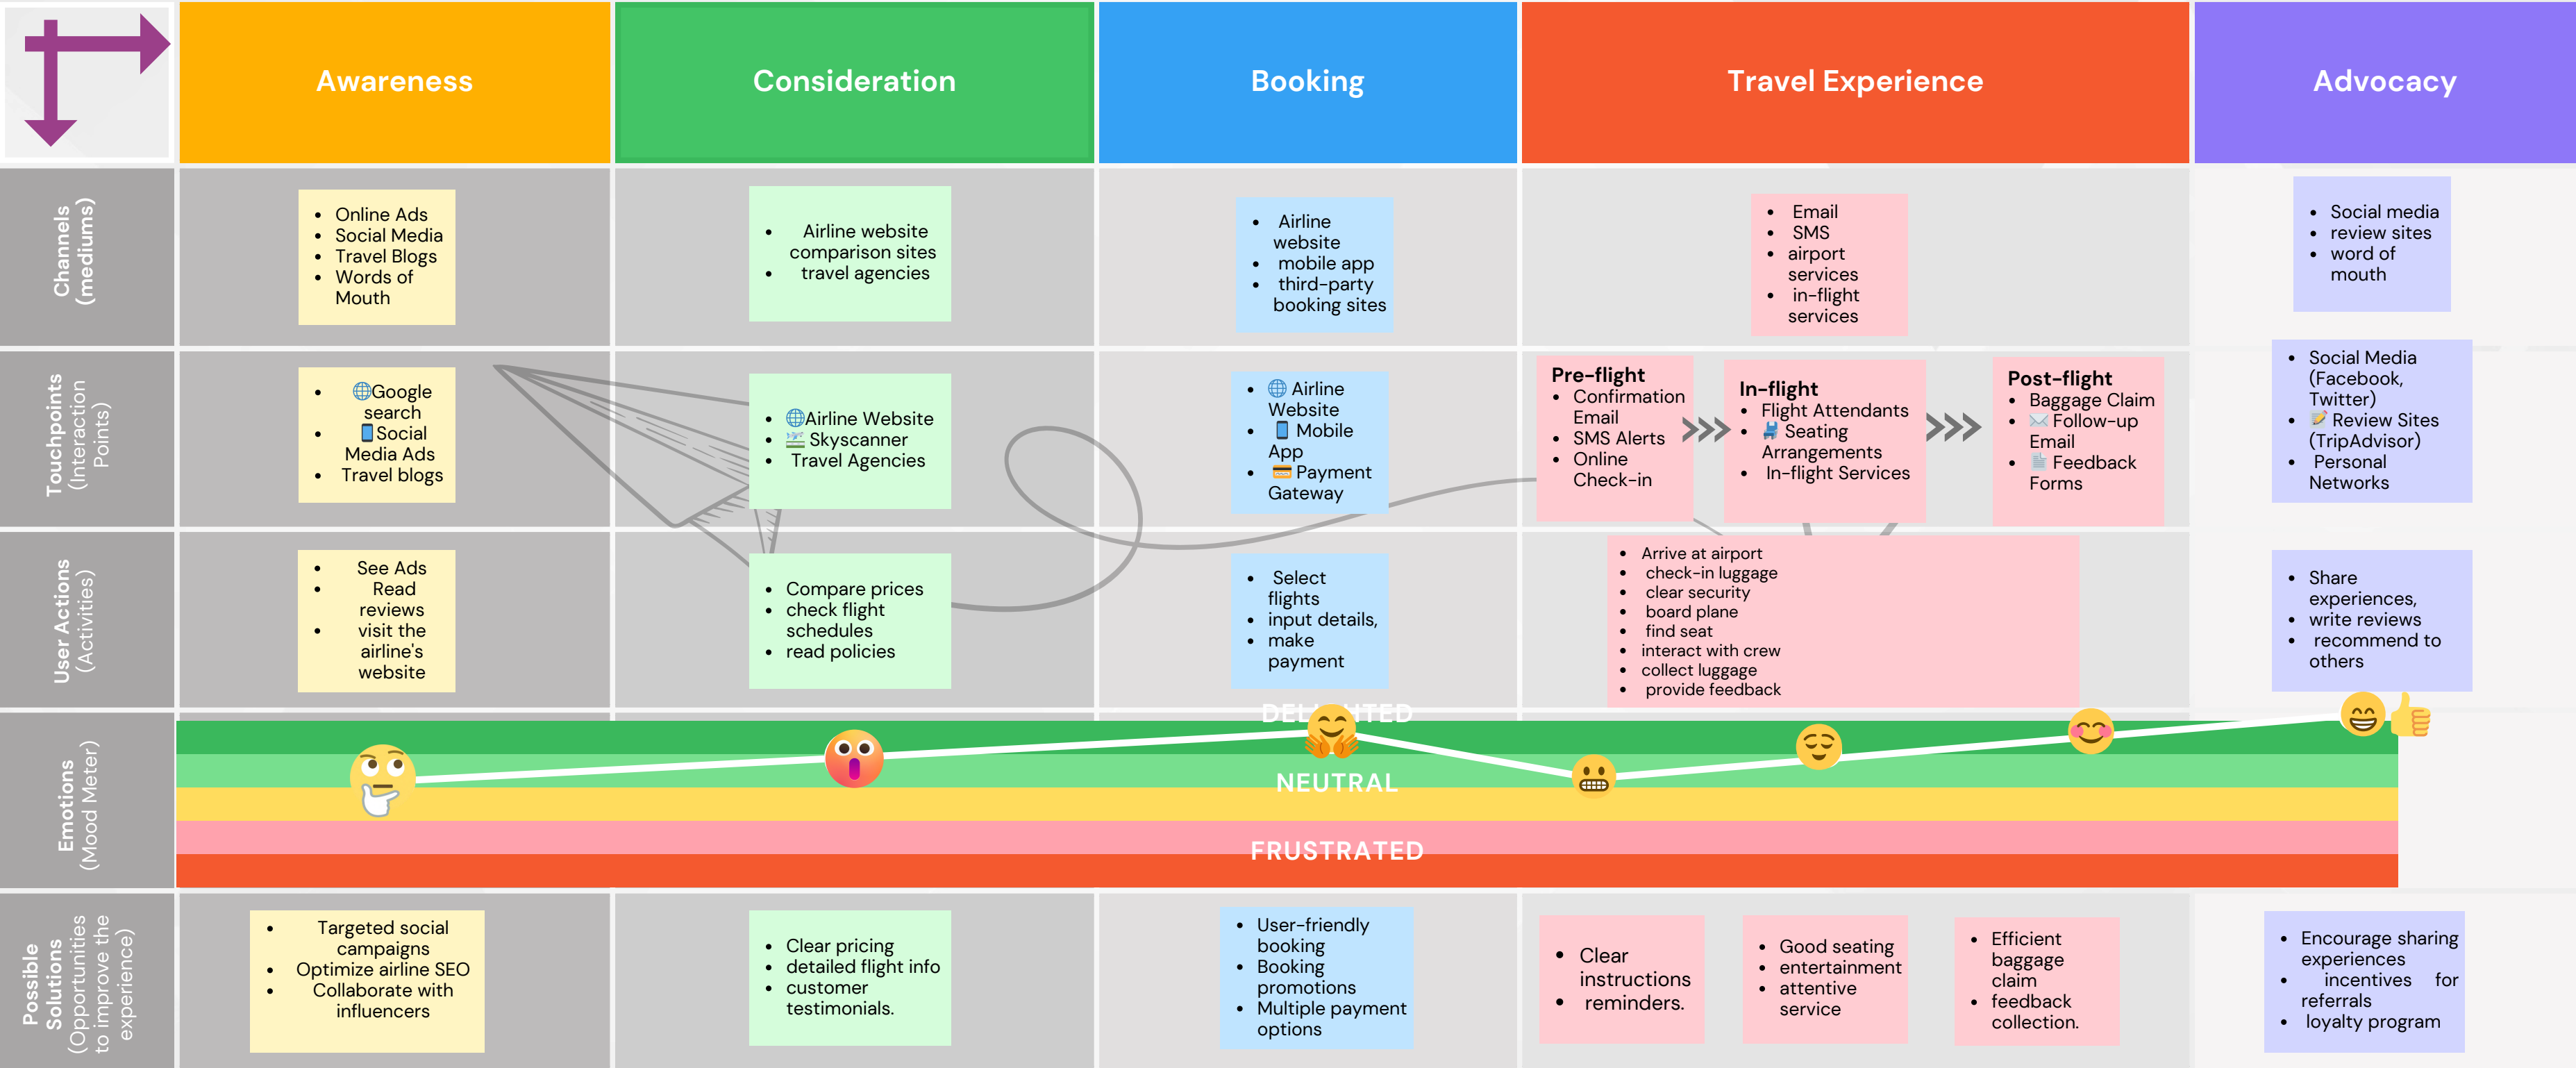 Awareness
Consideration
Booking
Travel Experience
Advocacy
Channels
(mediums)
• Online Ads
• Social Media
• Travel Blogs
• Words of
Mouth
• Airline website
comparison sites
• travel agencies
• Airline
website
• mobile app
• third-party
booking sites
• Email
• SMS
• airport
services
• in-flight
services
• Social media
• review sites
• word of
mouth
Touchpoints
(Interaction
Points)
• 🌐Google
search
• 📱Social
Media Ads
• Travel blogs
• 🌐Airline Website
• Skyscanner
• Travel Agencies
• 🌐 Airline
Website
• 📱 Mobile
App
• 💳 Payment
Gateway
Pre-flight
• Confirmation
Email
• SMS Alerts
• Online
Check-in
In-flight
• Flight Attendants
• 💺 Seating
Arrangements
• In-flight Services
Post-flight
• Baggage Claim
• ✉️ Follow-up
Email
• 📄 Feedback
Forms
• Social Media
(Facebook,
Twitter)
• 📝 Review Sites
(TripAdvisor)
• Personal
Networks
User Actions
(Activities)
• See Ads
• Read
reviews
• visit the
airline's
website
• Compare prices
• check flight
schedules
• read policies
• Select
flights
• input details,
• make
payment
• Arrive at airport
• check-in luggage
• clear security
• board plane
• find seat
• interact with crew
• collect luggage
• provide feedback
• Share
experiences,
• write reviews
• recommend to
others
Emotions
(Mood Meter)
DELIGHTED
NEUTRAL
FRUSTRATED
Possible
Solutions
(Opportunities
to improve the
experience)
• Targeted social
campaigns
• Optimize airline SEO
• Collaborate with
influencers
• Clear pricing
• detailed flight info
• customer
testimonials.
• User-friendly
booking
• Booking
promotions
• Multiple payment
options
• Clear
instructions
• reminders.
• Good seating
• entertainment
• attentive
service
• Efficient
baggage
claim
• feedback
collection.
• Encourage sharing
experiences
• incentives for
referrals
• loyalty program